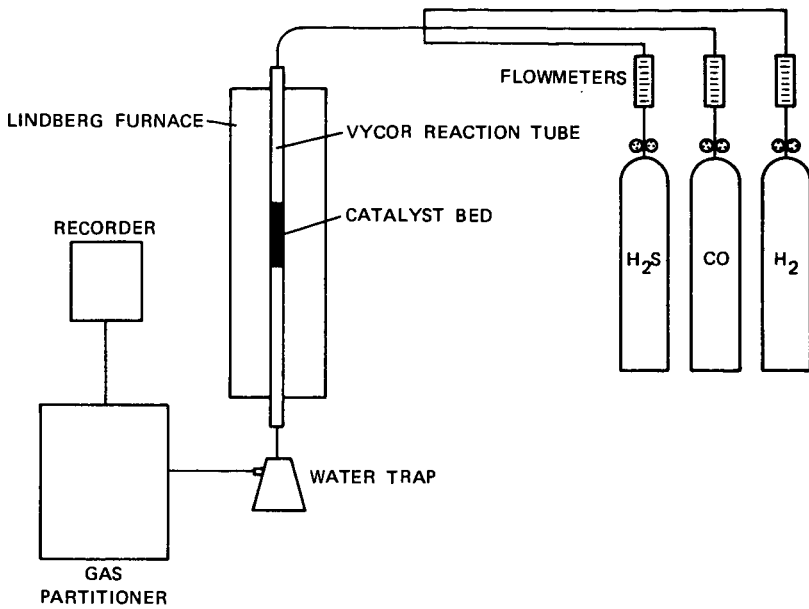 FLOWMETERS
LINDBERG FURNACE
VYCOR REACTION TUBE
CATALYST BED
RECORDER
H2S
CO
H2
WATER TRAP
GAS
PARTITIONER